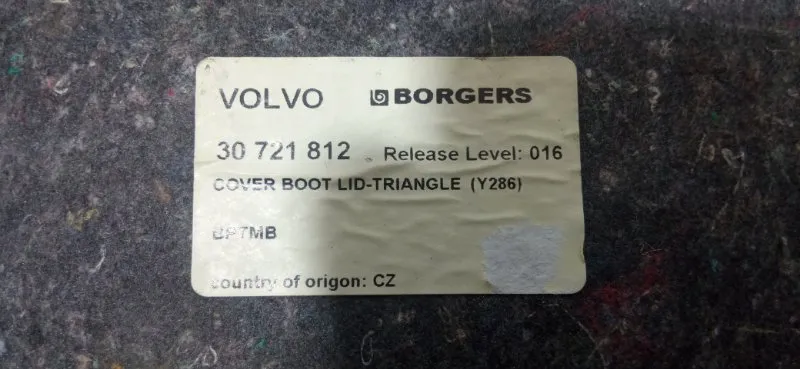 VOLVO BORGERS
30 721 812 Release Level: 016
COVER BOOT LID-TRIANGLE (Y286)
country of origon: CZ